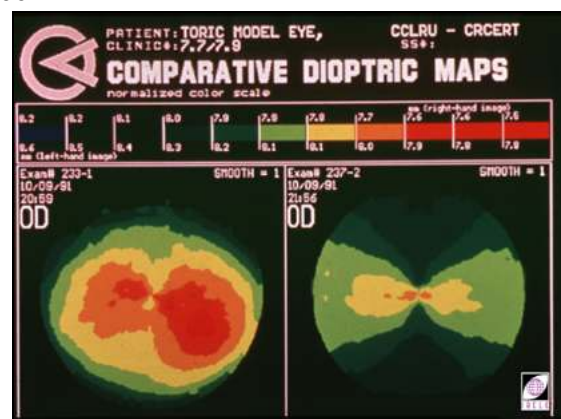 PATIENT: TORIC MODEL EYE,
CCLRU - CRCERT
CLINIC#: 7.7/7.9
SS#:
COMPARATIVE DIOPTRIC MAPS
normalized color scale
mm (right-hand image)
8.2 8.2 8.1 8.0 7.9 7.8 7.8 7.7 7.6 7.6 7.5
8.6 8.5 8.4 8.3 8.2 8.1 8.1 8.0 7.9 7.8 7.8
mm (left-hand image)
Exam# 233-1 SMOOTH = 1
10/09/91
20:59
OD
Exam# 237-2 SMOOTH = 1
10/09/91
21:56
OD